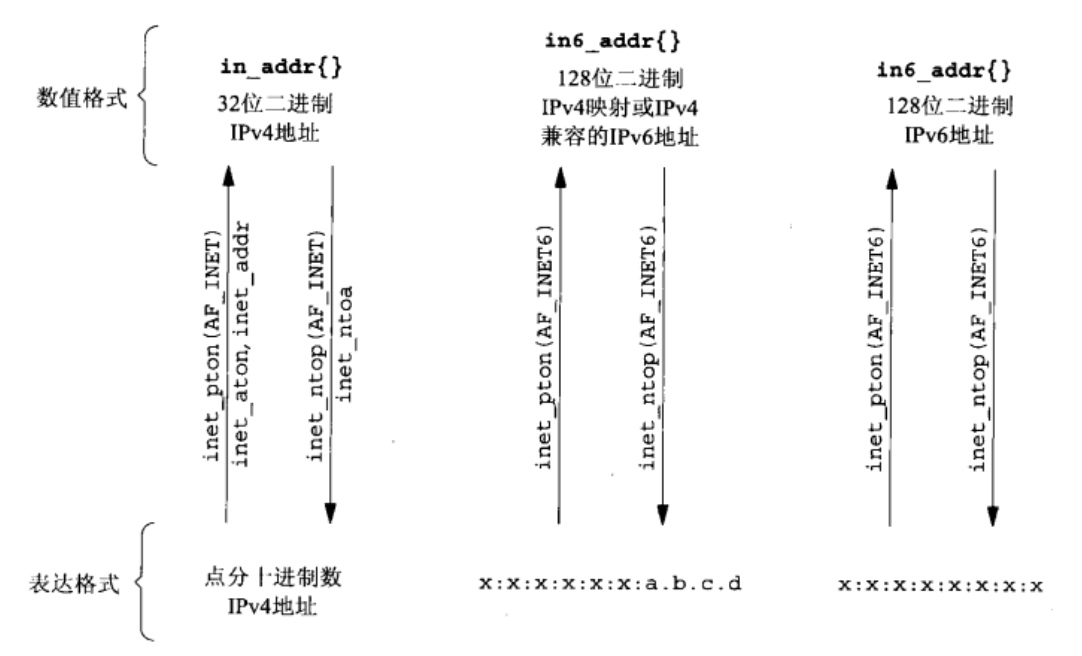 数值格式
in_addr{}
32位二进制
IPv4地址
in6_addr{}
128位二进制
IPv4映射或IPv4
兼容的IPv6地址
in6_addr{}
128位二进制
IPv6地址
inet_pton(AF_INET)
inet_aton,inet_addr
inet_ntop(AF_INET)
inet_ntoa
inet_pton(AF_INET6)
inet_ntop(AF_INET6)
inet_pton(AF_INET6)
inet_ntop(AF_INET6)
表达格式
点分十进制数
IPv4地址
x:x:x:x:x:x:a.b.c.d
x:x:x:x:x:x:x:x